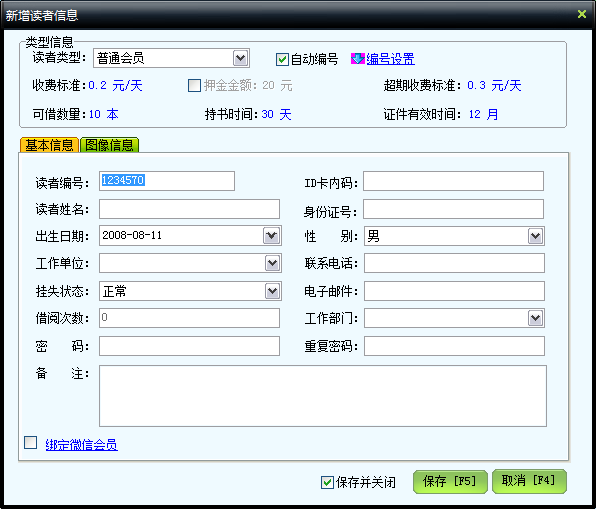 新增读者信息
类型信息
读者类型: 普通会员 自动编号 编号设置
收费标准:0.2 元/天 押金金额: 20 元 超期收费标准: 0.3 元/天
可借数量:10 本 持书时间:30 天 证件有效时间: 12 月
基本信息 图像信息
读者编号: 1234570 ID卡内码:
读者姓名: 身份证号:
出生日期: 2008-08-11 性 别: 男
工作单位: 联系电话:
挂失状态: 正常 电子邮件:
借阅次数: 0 工作部门:
密 码: 重复密码:
备 注:
绑定微信会员
保存并关闭 保存 [F5] 取消 [F4]